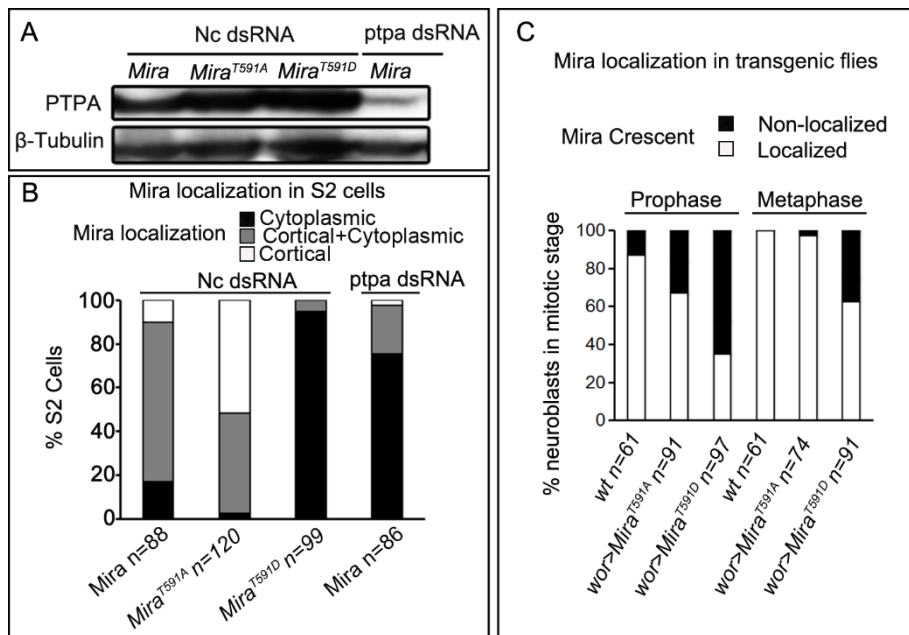 A
Nc dsRNA
ptpa dsRNA
Mira
Mira^T591A
Mira^T591D
Mira
PTPA
β-Tubulin
B
Mira localization in S2 cells
Mira localization
Cytoplasmic
Cortical+Cytoplasmic
Cortical
Nc dsRNA
ptpa dsRNA
% S2 Cells
100
80
60
40
20
0
Mira n=88
Mira^T591A n=120
Mira^T591D n=99
Mira n=86
C
Mira localization in transgenic flies
Mira Crescent
Non-localized
Localized
Prophase
Metaphase
% neuroblasts in mitotic stage
100
80
60
40
20
0
wt n=61
wor>Mira^T591A n=91
wor>Mira^T591D n=97
wt n=61
wor>Mira^T591A n=74
wor>Mira^T591D n=91